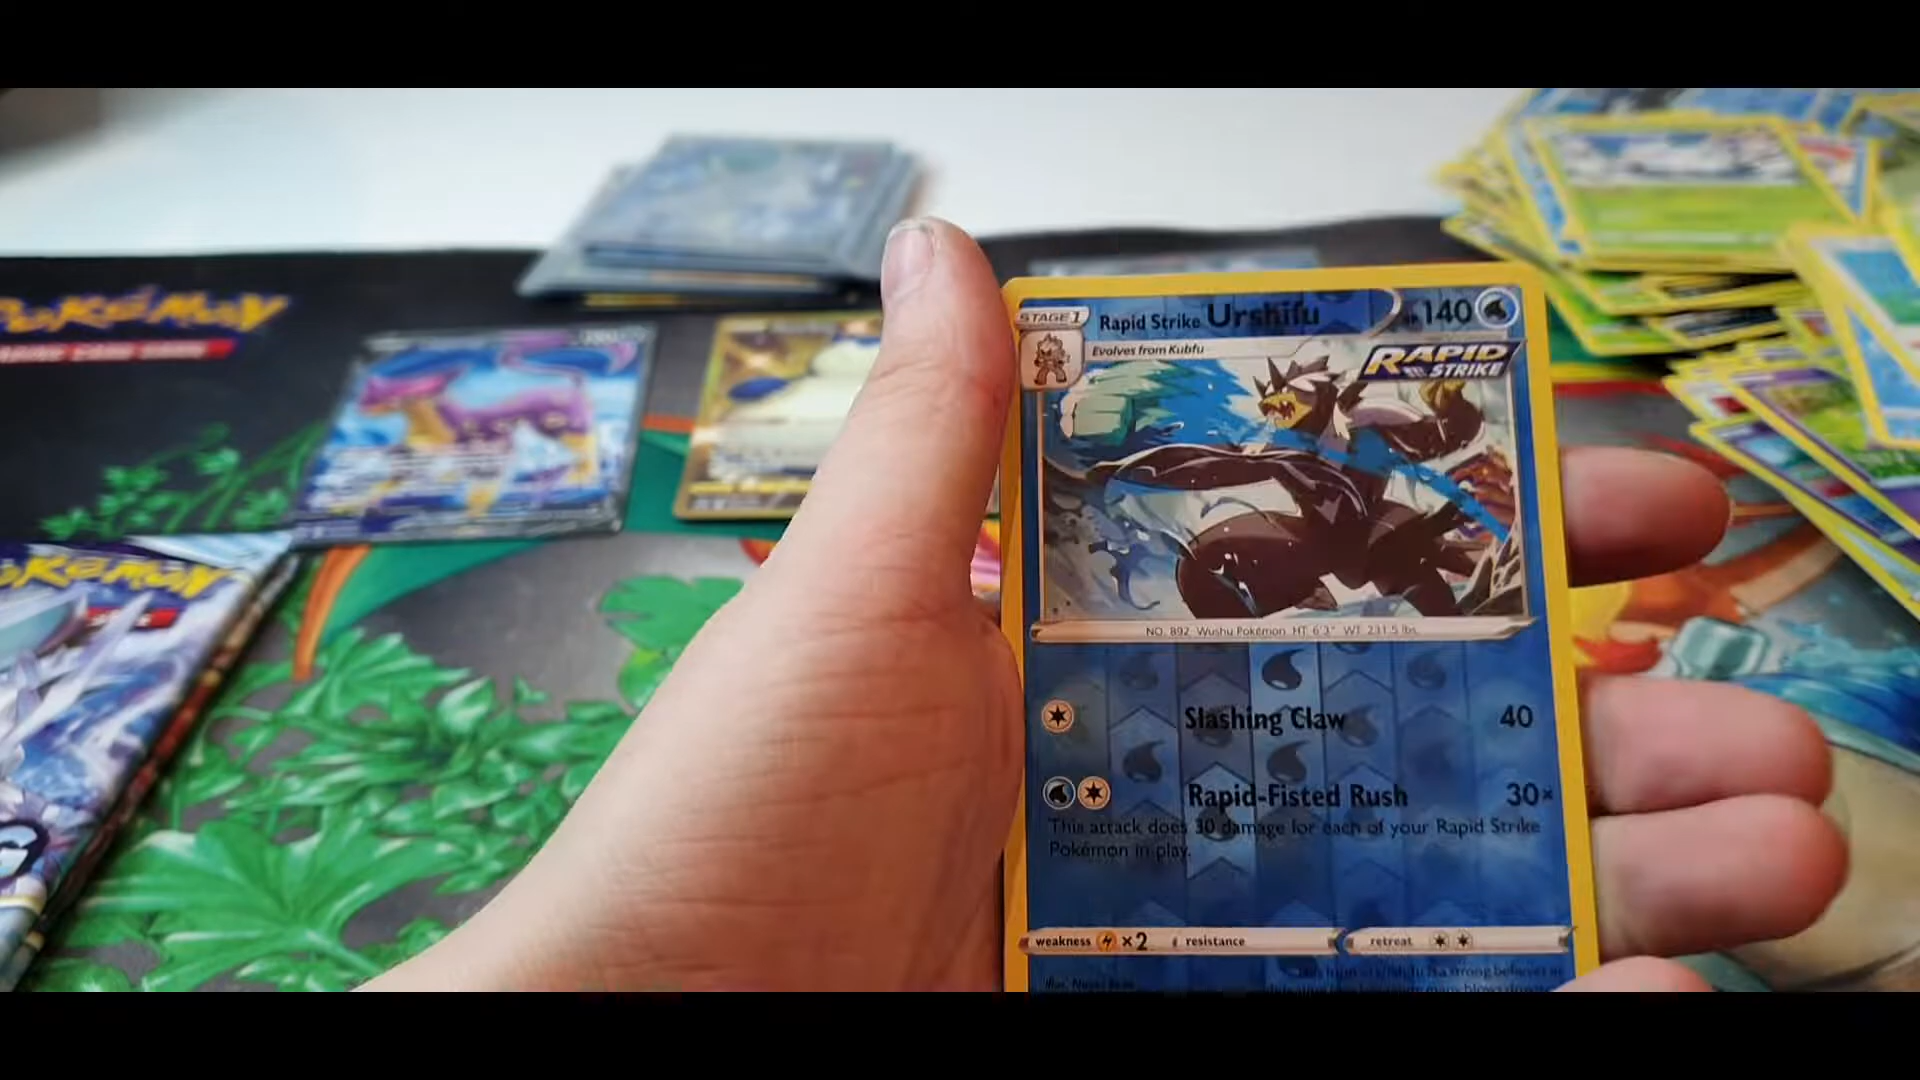 POKÉMON
STAGE 1
Rapid Strike Urshifu
140
Evolves from Kubfu
RAPID
STRIKE
POKÉMON
NO. 892 Wushu Pokémon HT 6'3" WT 231.5 lbs.
Slashing Claw 40
Rapid-Fisted Rush 30×
This attack does 30 damage for each of your Rapid Strike
Pokémon in play.
weakness ×2 resistance retreat